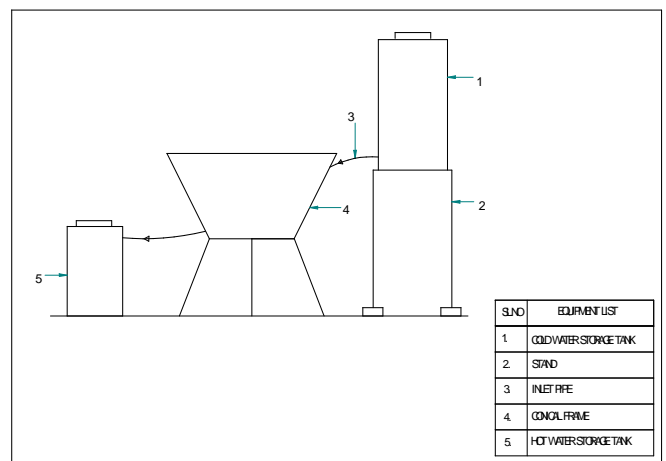 1
3
2
4
5
SL.NO EQUIPMENT LIST
1. COLD WATER STORAGE TANK
2. STAND
3. INLET PIPE
4. CONICAL FRAME
5. HOT WATER STORAGE TANK